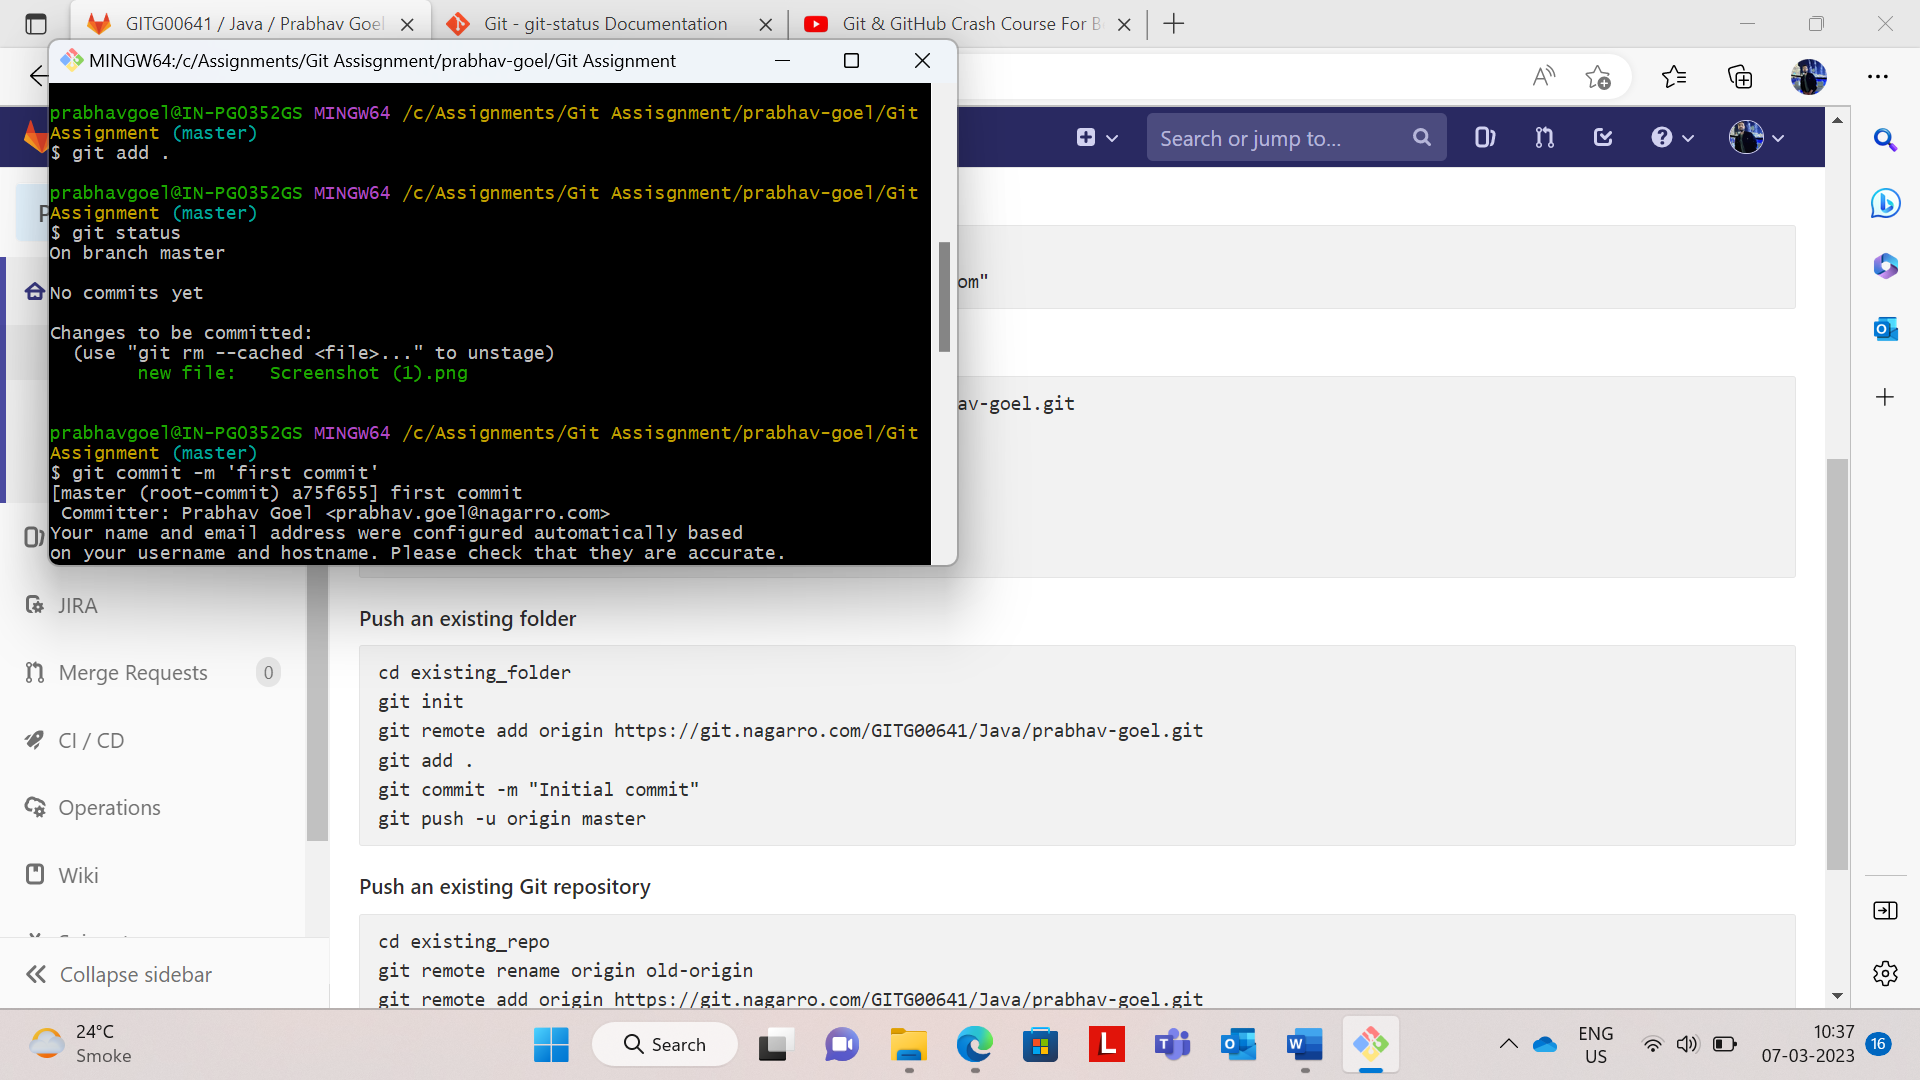 GITG00641 / Java / Prabhav Goel
Git - git-status Documentation
Git & GitHub Crash Course For B
MINGW64:/c/Assignments/Git Assisgnment/prabhav-goel/Git Assignment
prabhavgoel@IN-PG0352GS MINGW64 /c/Assignments/Git Assisgnment/prabhav-goel/Git
Assignment (master)
$ git add .
prabhavgoel@IN-PG0352GS MINGW64 /c/Assignments/Git Assisgnment/prabhav-goel/Git
Assignment (master)
$ git status
On branch master
No commits yet
Changes to be committed:
(use "git rm --cached <file>..." to unstage)
new file:   Screenshot (1).png
prabhavgoel@IN-PG0352GS MINGW64 /c/Assignments/Git Assisgnment/prabhav-goel/Git
Assignment (master)
$ git commit -m 'first commit'
[master (root-commit) a75f655] first commit
Committer: Prabhav Goel <prabhav.goel@nagarro.com>
Your name and email address were configured automatically based
on your username and hostname. Please check that they are accurate.
Search or jump to...
P
om"
av-goel.git
JIRA
Merge Requests 0
CI / CD
Operations
Wiki
Collapse sidebar
Push an existing folder
cd existing_folder
git init
git remote add origin https://git.nagarro.com/GITG00641/Java/prabhav-goel.git
git add .
git commit -m "Initial commit"
git push -u origin master
Push an existing Git repository
cd existing_repo
git remote rename origin old-origin
git remote add origin https://git.nagarro.com/GITG00641/Java/prabhav-goel.git
24°C
Smoke
Search
ENG
US
10:37
07-03-2023
16